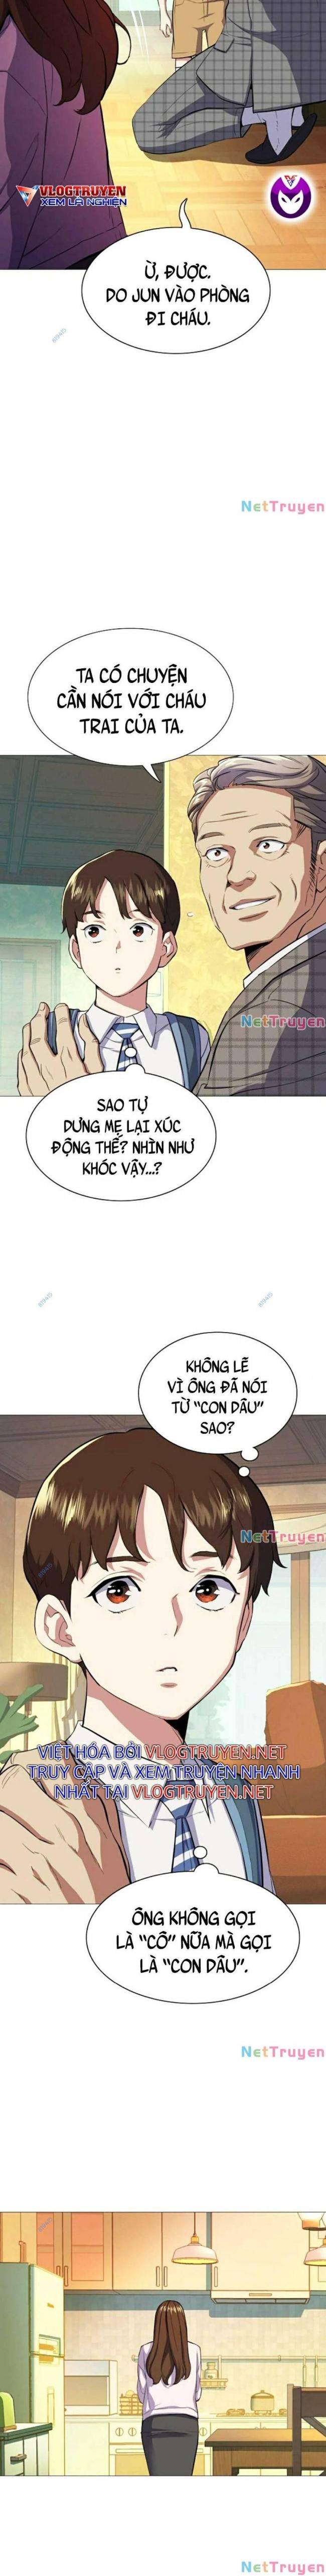 VLOGTRUYEN
XEM LÀ NGHIỆN
Ừ, ĐƯỢC.
DO JUN VÀO PHÒNG
ĐI CHÁU.
NetTruyen
TA CÓ CHUYỆN
CẦN NÓI VỚI CHÁU
TRAI CỦA TA.
NetTruyen
SAO TỰ
DƯNG MẸ LẠI XÚC
ĐỘNG THẾ? NHÌN NHƯ
KHÓC VẬY...?
KHÔNG LẼ
VÌ ÔNG ĐÃ NÓI
TỪ “CON DÂU”
SAO?
NetTruyen
VIỆT HÓA BỞI VLOGTRUYEN.NET
TRUY CẬP VÀ XEM TRUYỆN NHANH
NHẤT TẠI VLOGTRUYEN.NET
ÔNG KHÔNG GỌI
LÀ “CÔ” NỮA MÀ GỌI
LÀ “CON DÂU”.
NetTruyen
NetTruyen